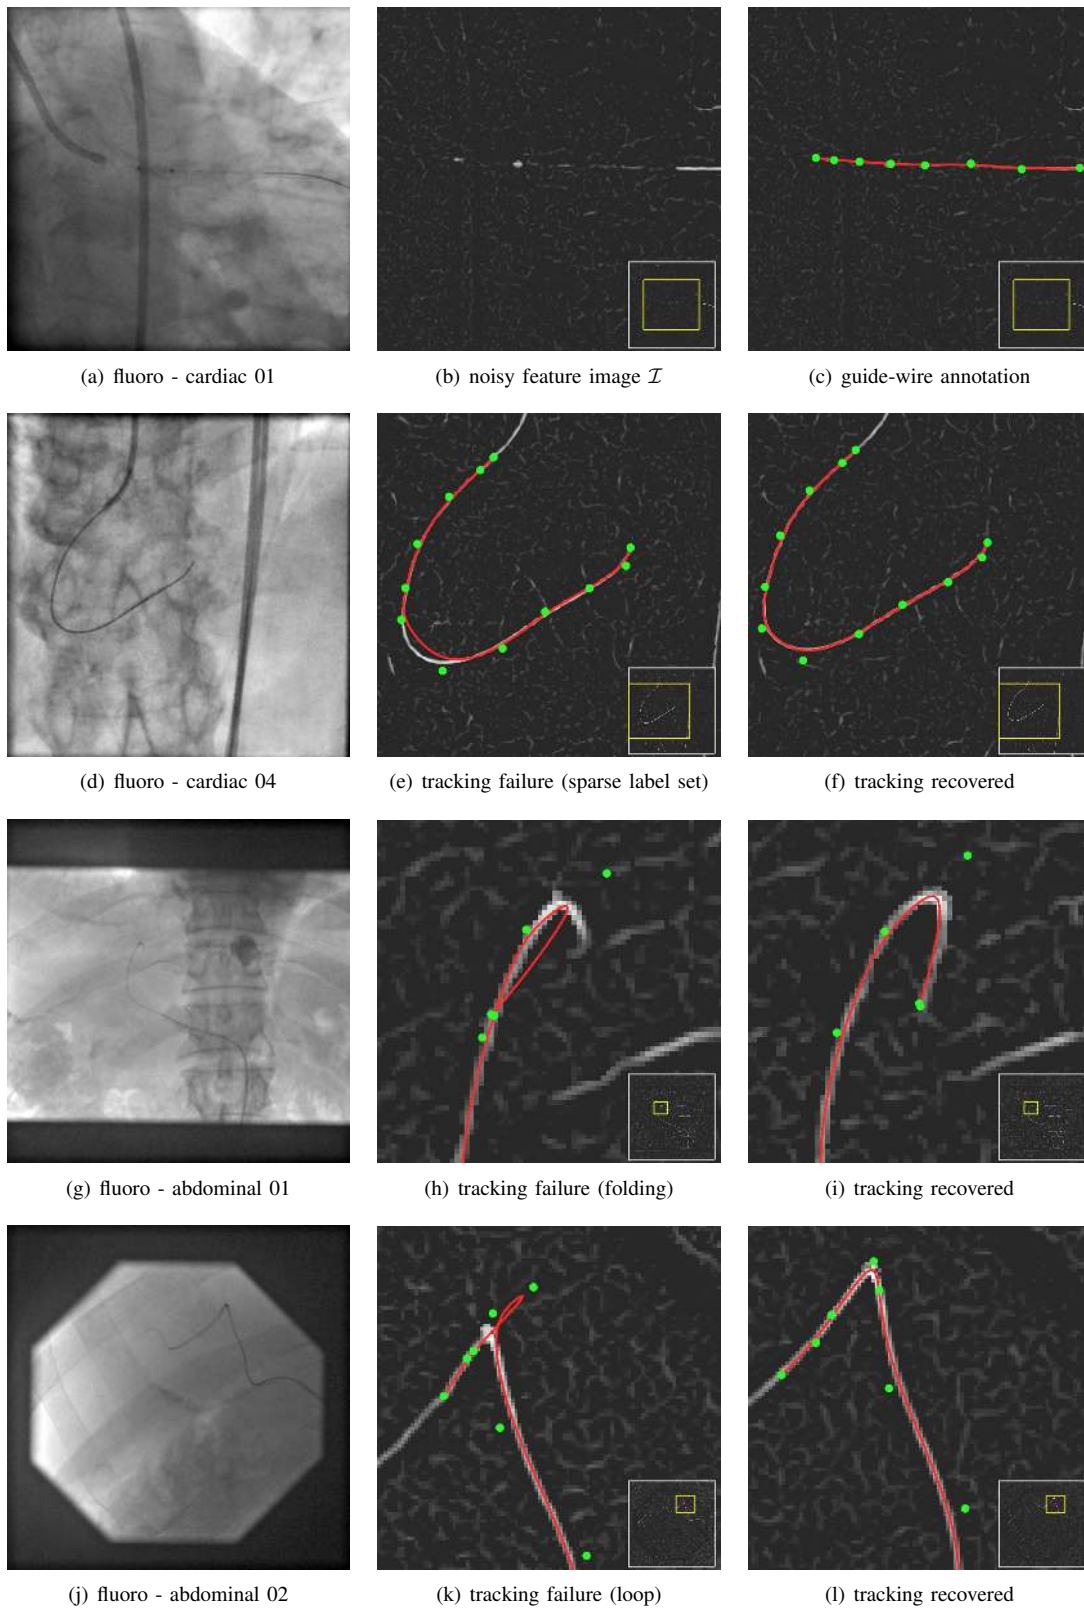 (a) fluoro - cardiac 01
(b) noisy feature image I
(c) guide-wire annotation
(d) fluoro - cardiac 04
(e) tracking failure (sparse label set)
(f) tracking recovered
(g) fluoro - abdominal 01
(h) tracking failure (folding)
(i) tracking recovered
(j) fluoro - abdominal 02
(k) tracking failure (loop)
(l) tracking recovered